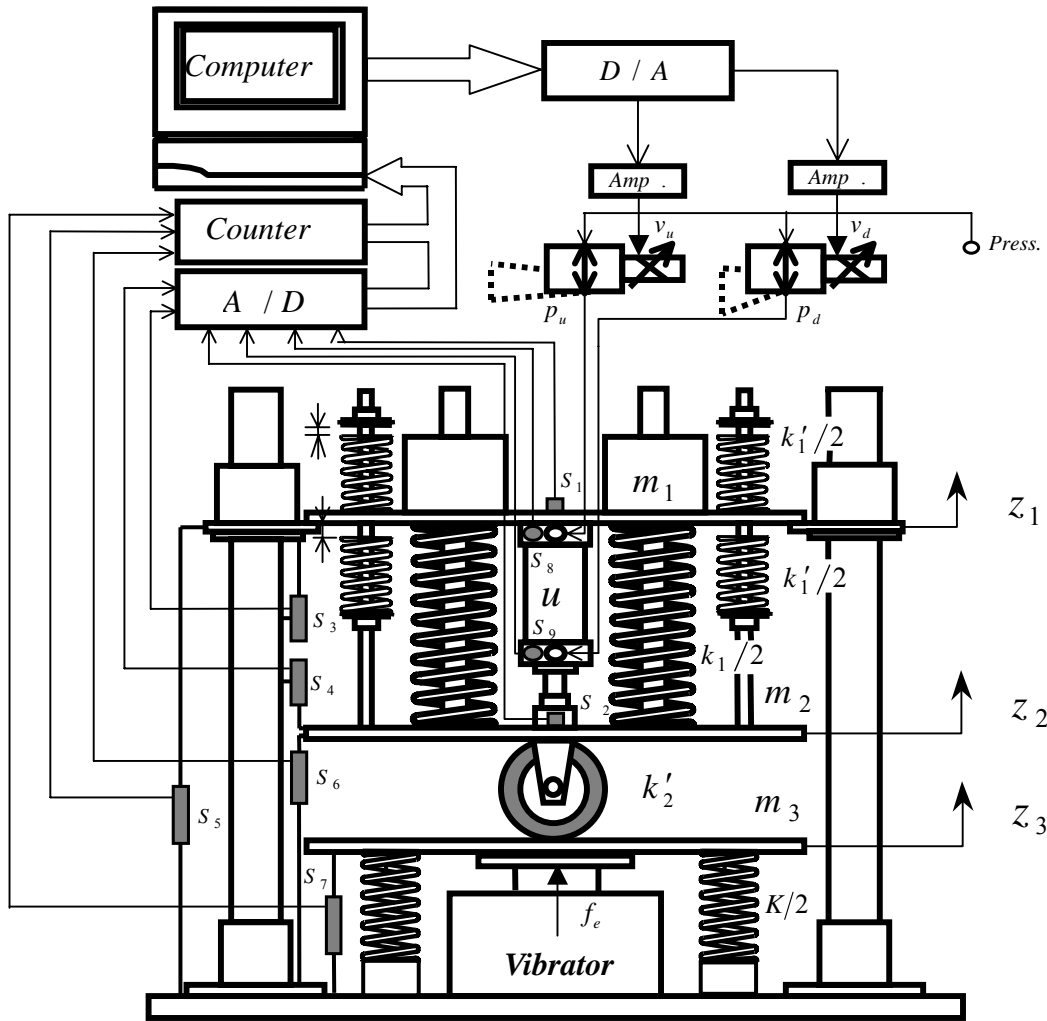 Computer
D / A
Amp .
Amp .
Counter
v_u
v_d
Press.
A / D
p_u
p_d
k_1′/2
S_1
m_1
z_1
S_8
k_1′/2
u
S_3
S_9
k_1/2
S_4
S_2
m_2
z_2
S_6
k_2′
m_3
z_3
S_5
S_7
K/2
f_e
Vibrator